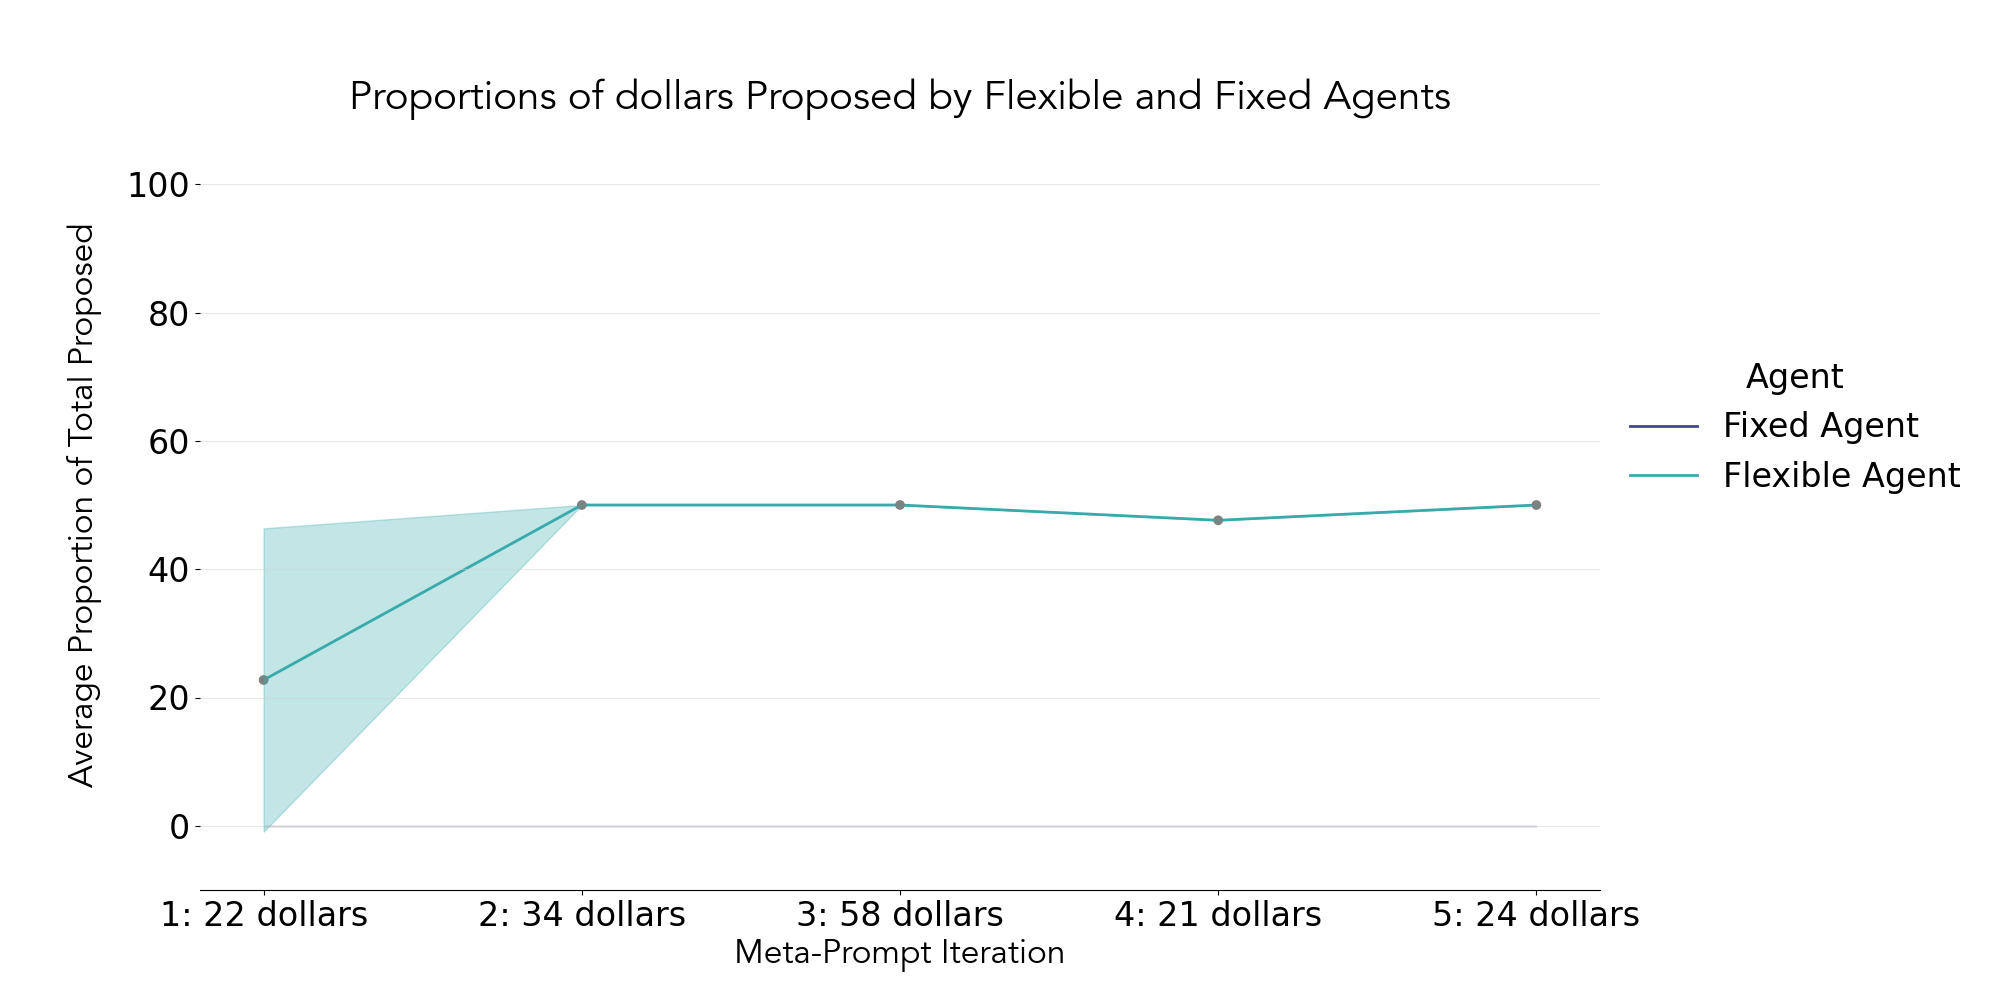 Proportions of dollars Proposed by Flexible and Fixed Agents
Average Proportion of Total Proposed
100
80
60
40
20
0
1: 22 dollars
2: 34 dollars
3: 58 dollars
4: 21 dollars
5: 24 dollars
Meta-Prompt Iteration
Agent
Fixed Agent
Flexible Agent